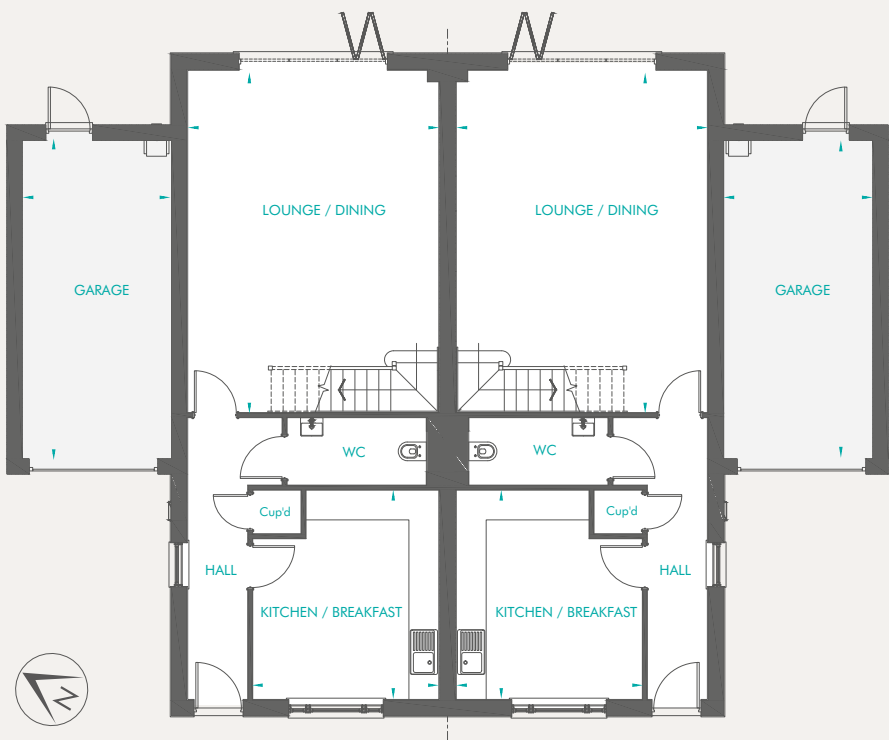 LOUNGE / DINING
LOUNGE / DINING
GARAGE
GARAGE
WC
WC
Cup'd
Cup'd
HALL
HALL
KITCHEN / BREAKFAST
KITCHEN / BREAKFAST
N